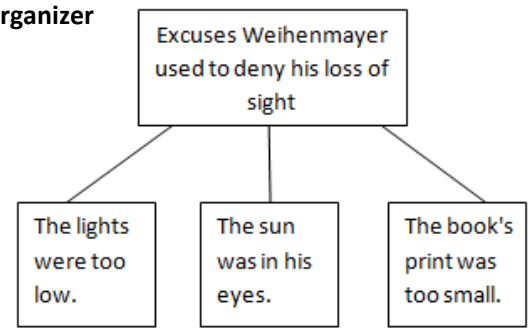 rganizer
Excuses Weihenmayer
used to deny his loss of
sight
The lights
were too
low.
The sun
was in his
eyes.
The book's
print was
too small.